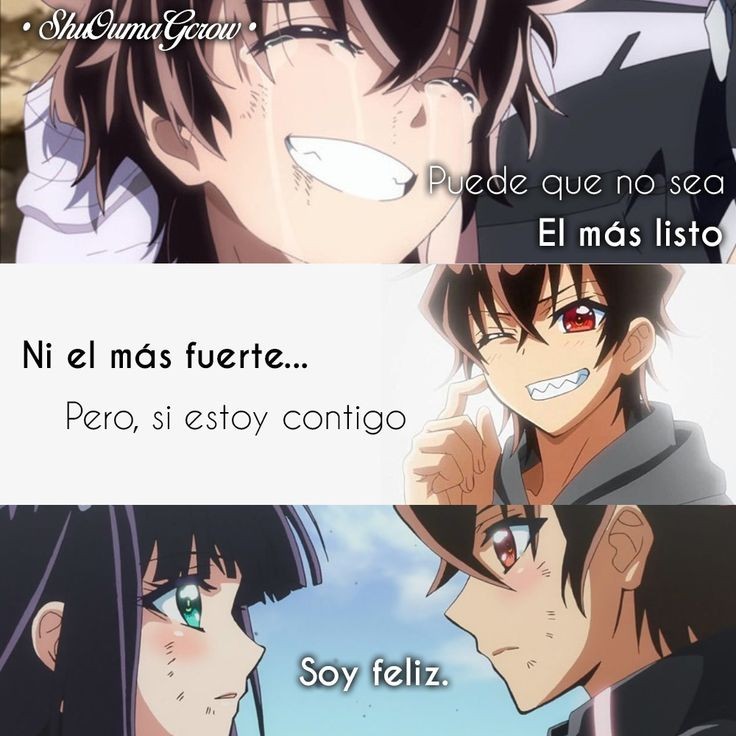 • ShuOumaGcrow •
Puede que no sea
El más listo
Ni el más fuerte...
Pero, si estoy contigo
Soy feliz.